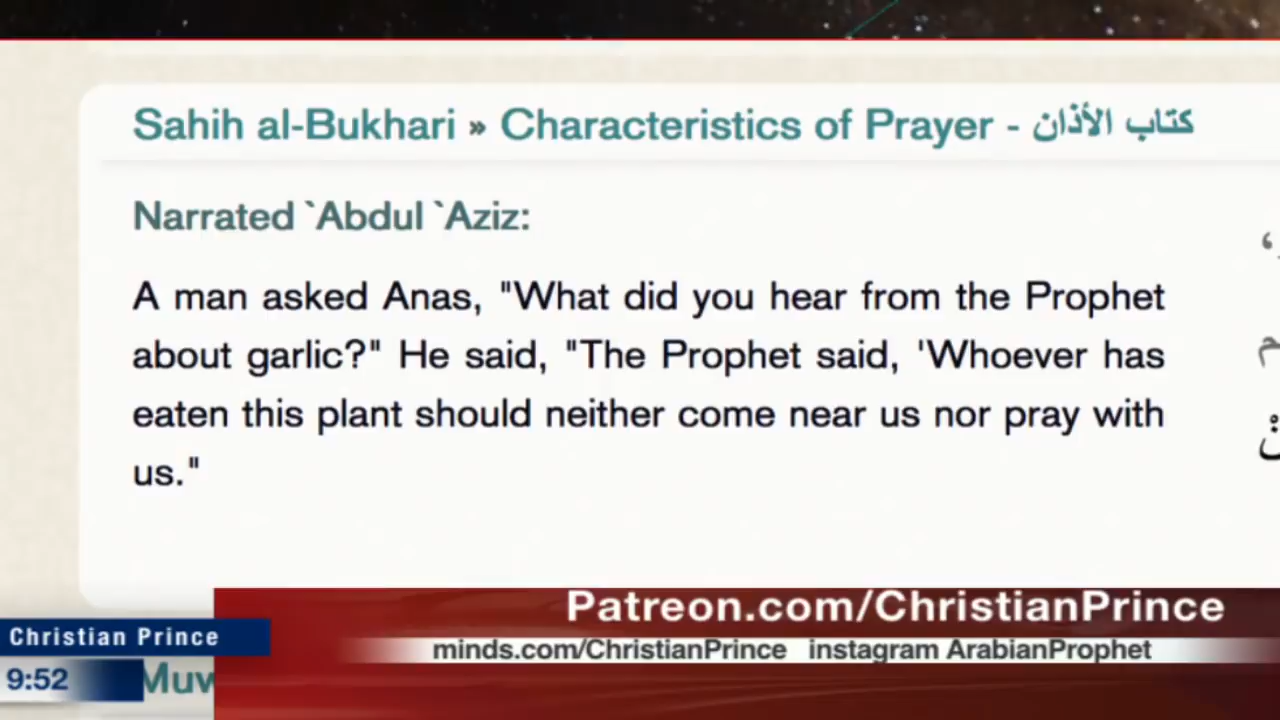 Sahih al-Bukhari » Characteristics of Prayer - كتاب الأذان
Narrated `Abdul `Aziz:
A man asked Anas, "What did you hear from the Prophet
about garlic?" He said, "The Prophet said, 'Whoever has
eaten this plant should neither come near us nor pray with
us."
Patreon.com/ChristianPrince
Christian Prince
minds.com/ChristianPrince instagram ArabianProphet
9:52